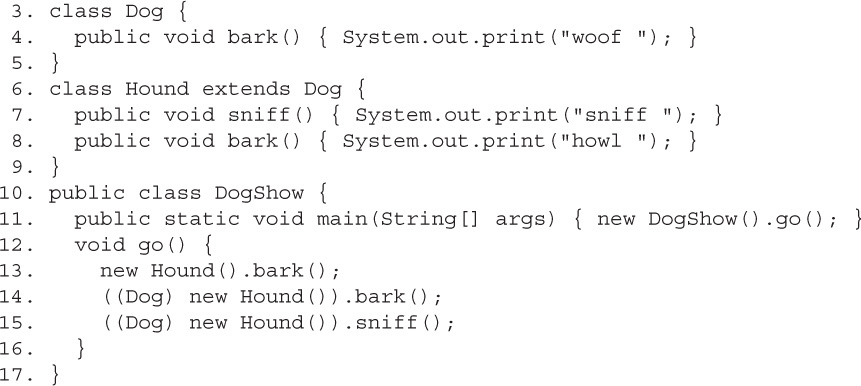 3. class Dog {
4.   public void bark() { System.out.print("woof "); }
5. }
6. class Hound extends Dog {
7.   public void sniff() { System.out.print("sniff "); }
8.   public void bark() { System.out.print("howl "); }
9. }
10. public class DogShow {
11.   public static void main(String[] args) { new DogShow().go(); }
12.   void go() {
13.     new Hound().bark();
14.     ((Dog) new Hound()).bark();
15.     ((Dog) new Hound()).sniff();
16.   }
17. }